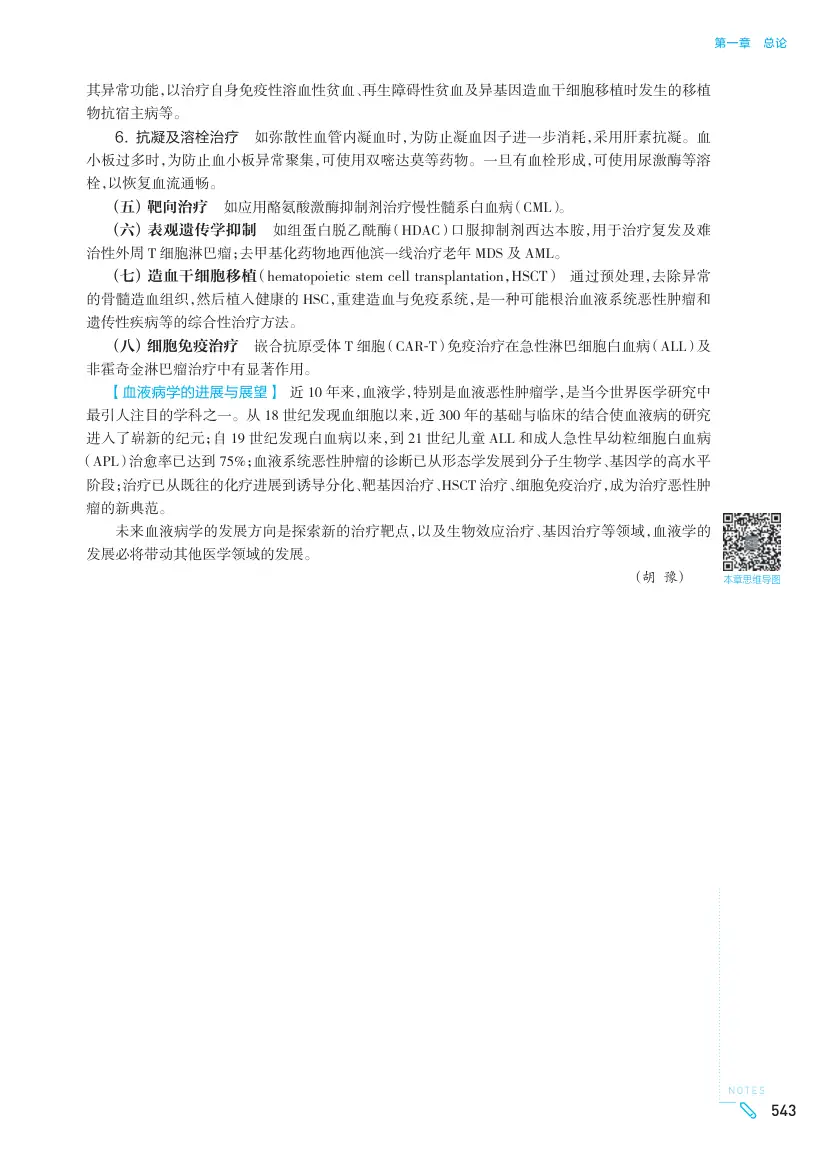 第一章 总论
其异常功能,以治疗自身免疫性溶血性贫血、再生障碍性贫血及异基因造血干细胞移植时发生的移植
物抗宿主病等。
6. 抗凝及溶栓治疗 如弥散性血管内凝血时,为防止凝血因子进一步消耗,采用肝素抗凝。血
小板过多时,为防止血小板异常聚集,可使用双嘧达莫等药物。一旦有血栓形成,可使用尿激酶等溶
栓,以恢复血流通畅。
(五) 靶向治疗 如应用酪氨酸激酶抑制剂治疗慢性髓系白血病(CML)。
(六) 表观遗传学抑制 如组蛋白脱乙酰酶(HDAC)口服抑制剂西达本胺,用于治疗复发及难
治性外周 T 细胞淋巴瘤;去甲基化药物地西他滨一线治疗老年 MDS 及 AML。
(七) 造血干细胞移植(hematopoietic stem cell transplantation,HSCT) 通过预处理,去除异常
的骨髓造血组织,然后植入健康的 HSC,重建造血与免疫系统,是一种可能根治血液系统恶性肿瘤和
遗传性疾病等的综合性治疗方法。
(八) 细胞免疫治疗 嵌合抗原受体 T 细胞(CAR-T)免疫治疗在急性淋巴细胞白血病(ALL)及
非霍奇金淋巴瘤治疗中有显著作用。
【血液病学的进展与展望】 近 10 年来,血液学,特别是血液恶性肿瘤学,是当今世界医学研究中
最引人注目的学科之一。从 18 世纪发现血细胞以来,近 300 年的基础与临床的结合使血液病的研究
进入了崭新的纪元;自 19 世纪发现白血病以来,到 21 世纪儿童 ALL 和成人急性早幼粒细胞白血病
(APL)治愈率已达到 75%;血液系统恶性肿瘤的诊断已从形态学发展到分子生物学、基因学的高水平
阶段;治疗已从既往的化疗进展到诱导分化、靶基因治疗、HSCT 治疗、细胞免疫治疗,成为治疗恶性肿
瘤的新典范。
未来血液病学的发展方向是探索新的治疗靶点,以及生物效应治疗、基因治疗等领域,血液学的
发展必将带动其他医学领域的发展。
(胡 豫)
本章思维导图
NOTES
543